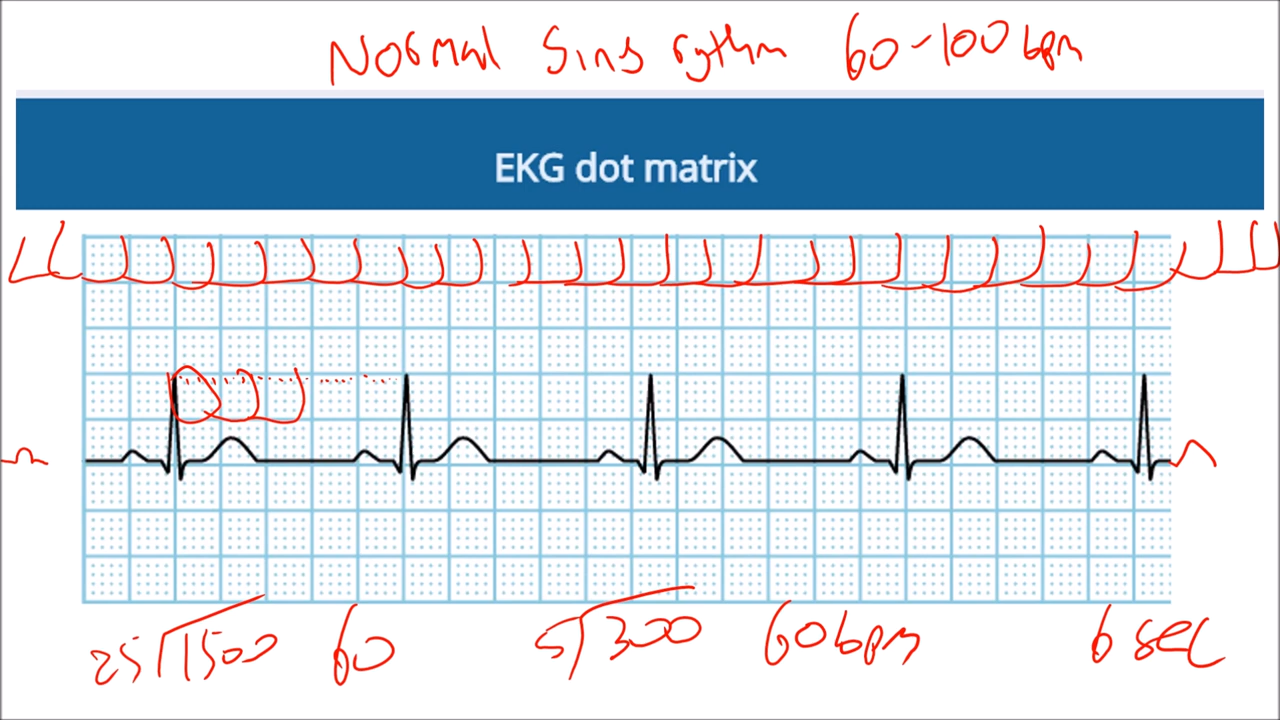 Normal Sins rythm 60-100 bpm
EKG dot matrix
25 1500 60 5 300 60 bpm 6 sec